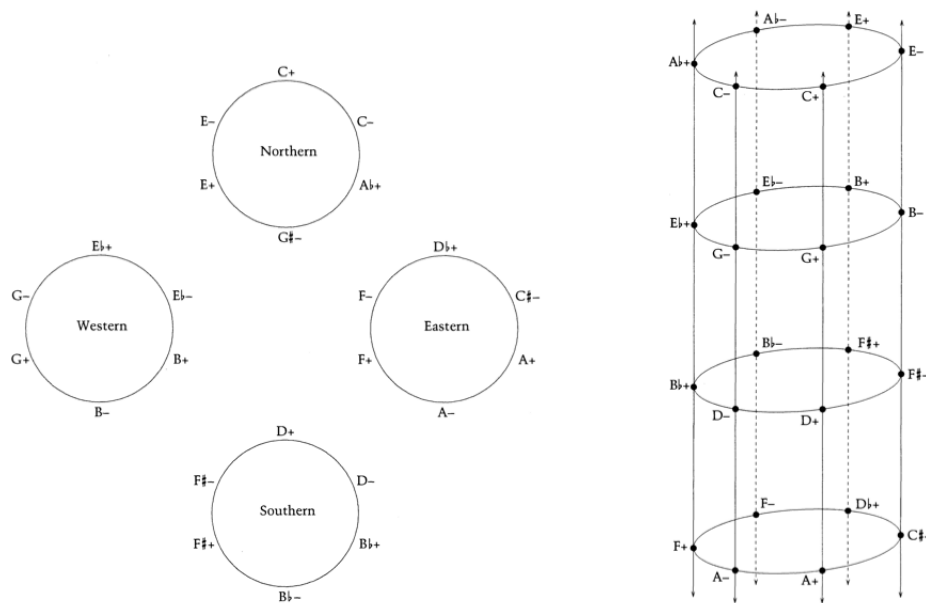 C+
E– C–
Northern
E+ A♭+
G♯–
E♭+
G– E♭–
Western
G+ B+
B–
D♭+
F– C♯–
Eastern
F+ A+
A–
D+
F♯– D–
Southern
F♯+ B♭+
B♭–
A♭– E+
A♭+ E–
C– C+
E♭– B+
E♭+ B–
G– G+
B♭– F♯+
B♭+ F♯–
D– D+
F– D♭+
F+ C♯–
A– A+